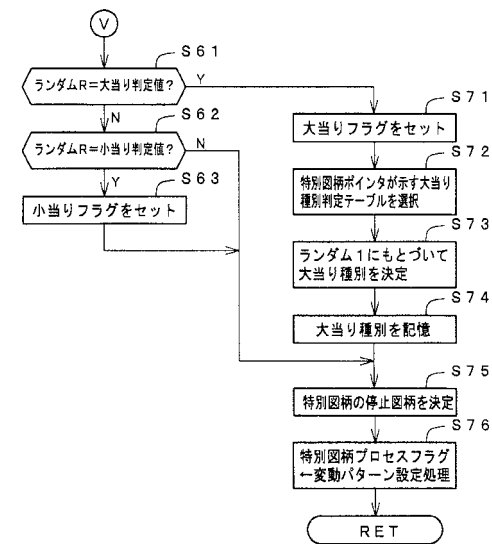 V
S61
ランダムR=大当り判定値?
Y
N
S62
ランダムR=小当り判定値?
N
Y
S63
小当りフラグをセット
S71
大当りフラグをセット
S72
特別図柄ポインタが示す大当り
種別判定テーブルを選択
S73
ランダム1にもとづいて
大当り種別を決定
S74
大当り種別を記憶
S75
特別図柄の停止図柄を決定
S76
特別図柄プロセスフラグ
←変動パターン設定処理
RET